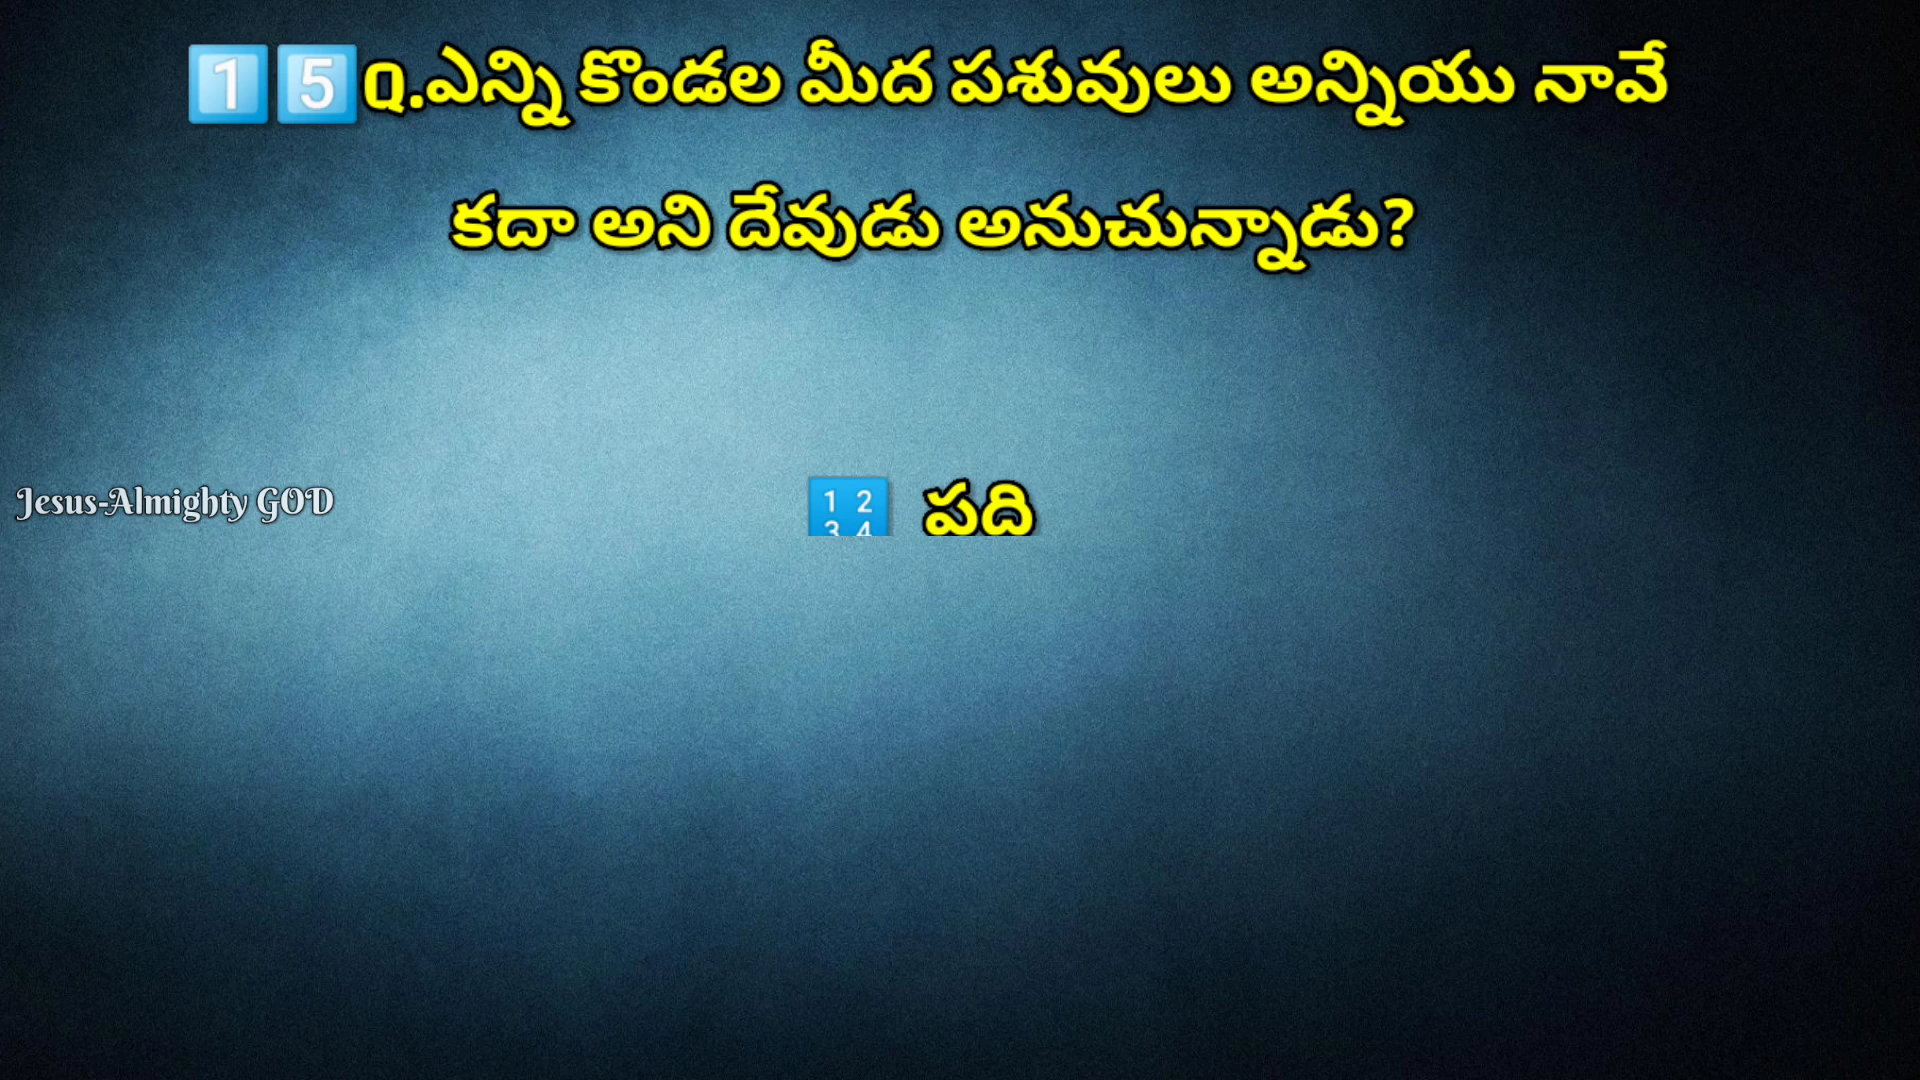 1️⃣5️⃣Q.ఎన్ని కొండల మీద పశువులు అన్నియు నావే
కదా అని దేవుడు అనుచున్నాడు?
Jesus-Almighty GOD
🔢 పది